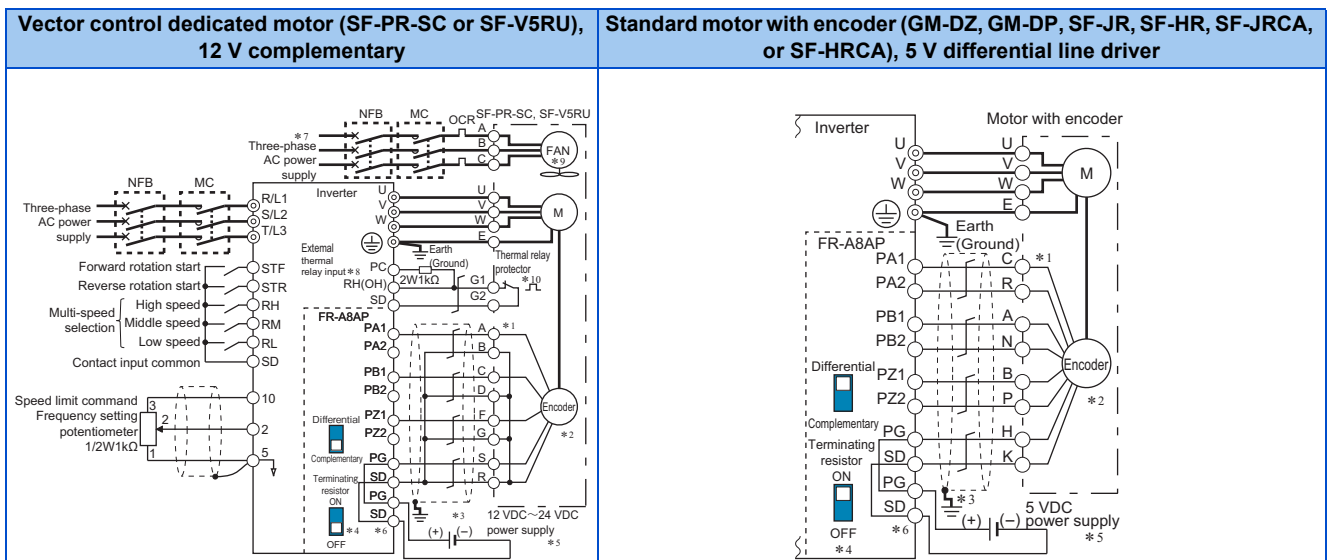 Vector control dedicated motor (SF-PR-SC or SF-V5RU),
12 V complementary
Standard motor with encoder (GM-DZ, GM-DP, SF-JR, SF-HR, SF-JRCA,
or SF-HRCA), 5 V differential line driver
NFB
MC
OCR
SF-PR-SC, SF-V5RU
*7
Three-phase
AC power
supply
A
B
C
FAN
*9
NFB
MC
Three-phase
AC power
supply
R/L1
S/L2
T/L3
Inverter
U
V
W
U
V
W
E
M
Earth
(Ground)
Forward rotation start
Reverse rotation start
Multi-speed
selection
High speed
Middle speed
Low speed
Contact input common
STF
STR
RH
RM
RL
SD
External
thermal
relay input *8
PC
RH(OH)
SD
2W1kΩ
G1
G2
Thermal relay
protector
*10
Speed limit command
Frequency setting
potentiometer
1/2W1kΩ
3
2
1
10
2
5
FR-A8AP
PA1
PA2
PB1
PB2
PZ1
PZ2
PG
SD
PG
SD
Differential
Complementary
Terminating
resistor
ON
OFF
*4
*6
A
B
C
D
F
G
S
R
*1
Encoder
*2
*3
(+)
(−)
12 VDC～24 VDC
power supply
*5
Inverter
U
V
W
Motor with encoder
U
V
W
E
M
Earth
(Ground)
FR-A8AP
PA1
PA2
PB1
PB2
PZ1
PZ2
PG
SD
PG
SD
Differential
Complementary
Terminating
resistor
ON
OFF
*4
*6
C
R
A
N
B
P
H
K
*1
Encoder
*2
*3
(+)
(−)
5 VDC
power supply
*5